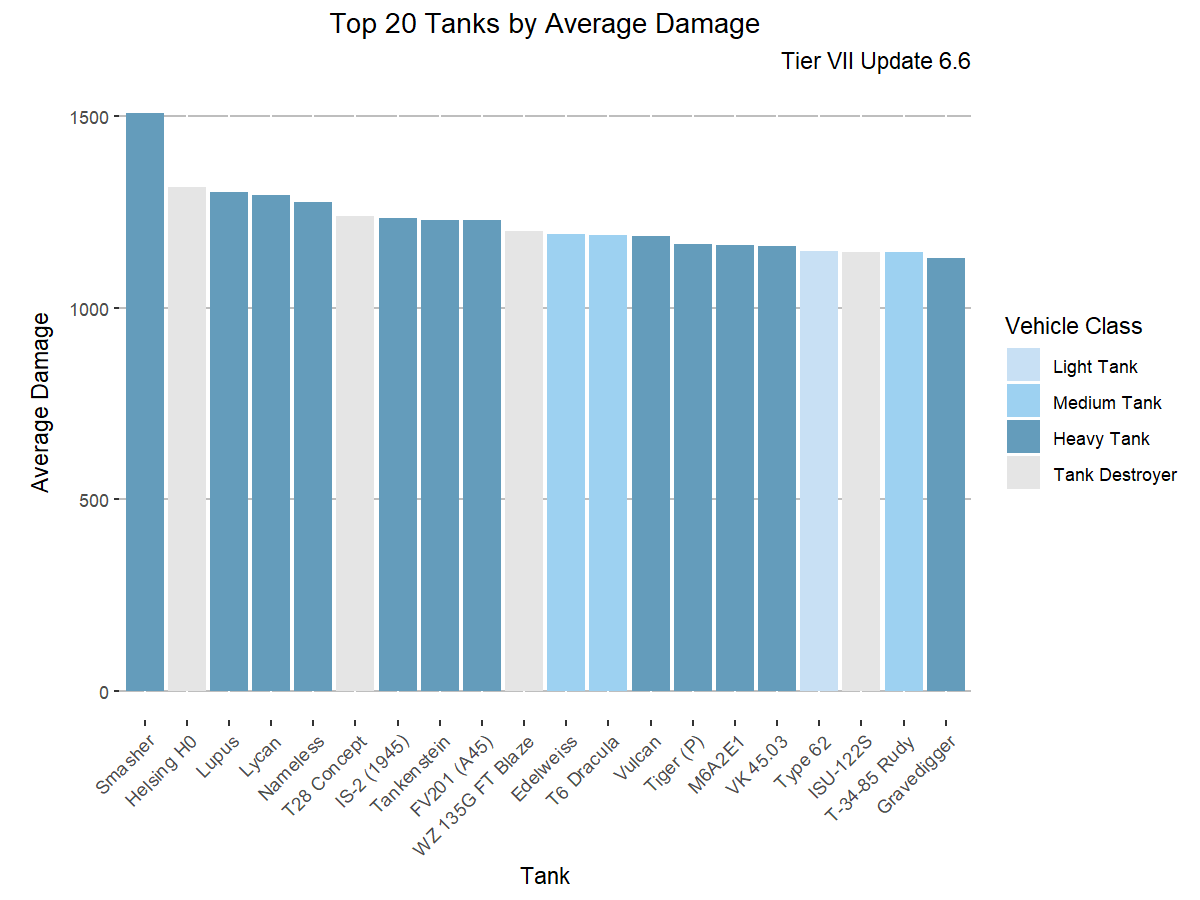 Top 20 Tanks by Average Damage
Tier VII Update 6.6
Average Damage
1500
1000
500
0
Smasher
Helsing H0
Lupus
Lycan
Nameless
T28 Concept
IS-2 (1945)
Tankenstein
FV201 (A45)
WZ 135G FT Blaze
Edelweiss
T6 Dracula
Vulcan
Tiger (P)
M6A2E1
VK 45.03
Type 62
ISU-122S
T-34-85 Rudy
Gravedigger
Tank
Vehicle Class
Light Tank
Medium Tank
Heavy Tank
Tank Destroyer